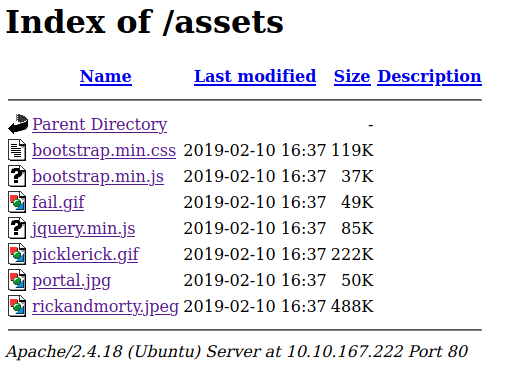 Index of /assets
Name Last modified Size Description
Parent Directory -
bootstrap.min.css 2019-02-10 16:37 119K
bootstrap.min.js 2019-02-10 16:37 37K
fail.gif 2019-02-10 16:37 49K
jquery.min.js 2019-02-10 16:37 85K
picklerick.gif 2019-02-10 16:37 222K
portal.jpg 2019-02-10 16:37 50K
rickandmorty.jpeg 2019-02-10 16:37 488K
Apache/2.4.18 (Ubuntu) Server at 10.10.167.222 Port 80